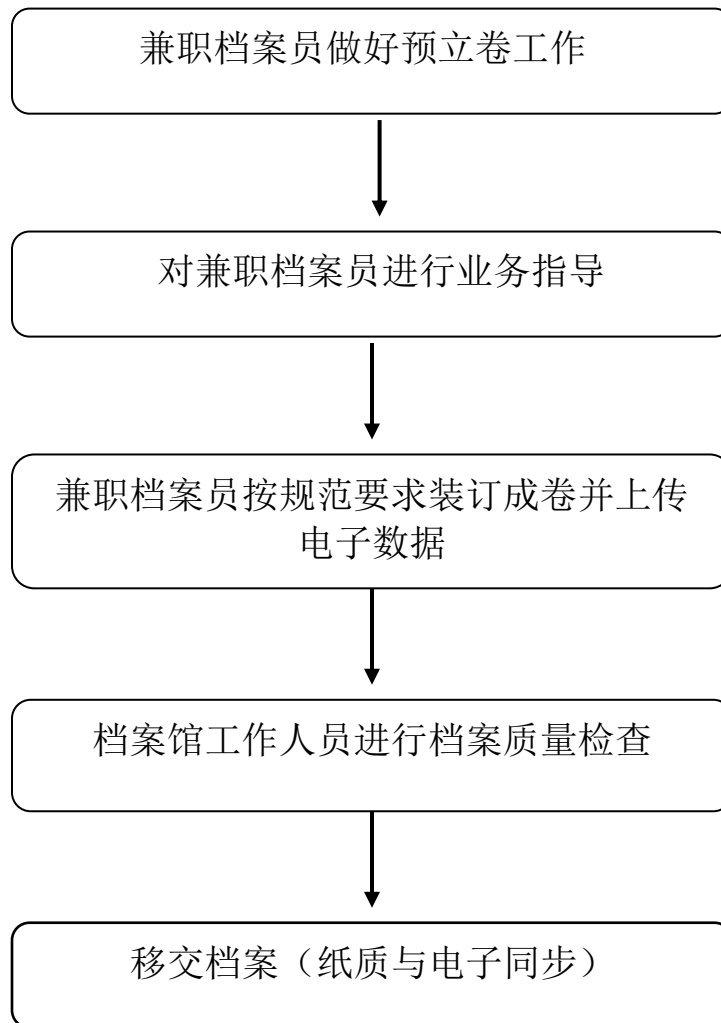 兼职档案员做好预立卷工作
对兼职档案员进行业务指导
兼职档案员按规范要求装订成卷并上传
电子数据
档案馆工作人员进行档案质量检查
移交档案（纸质与电子同步）